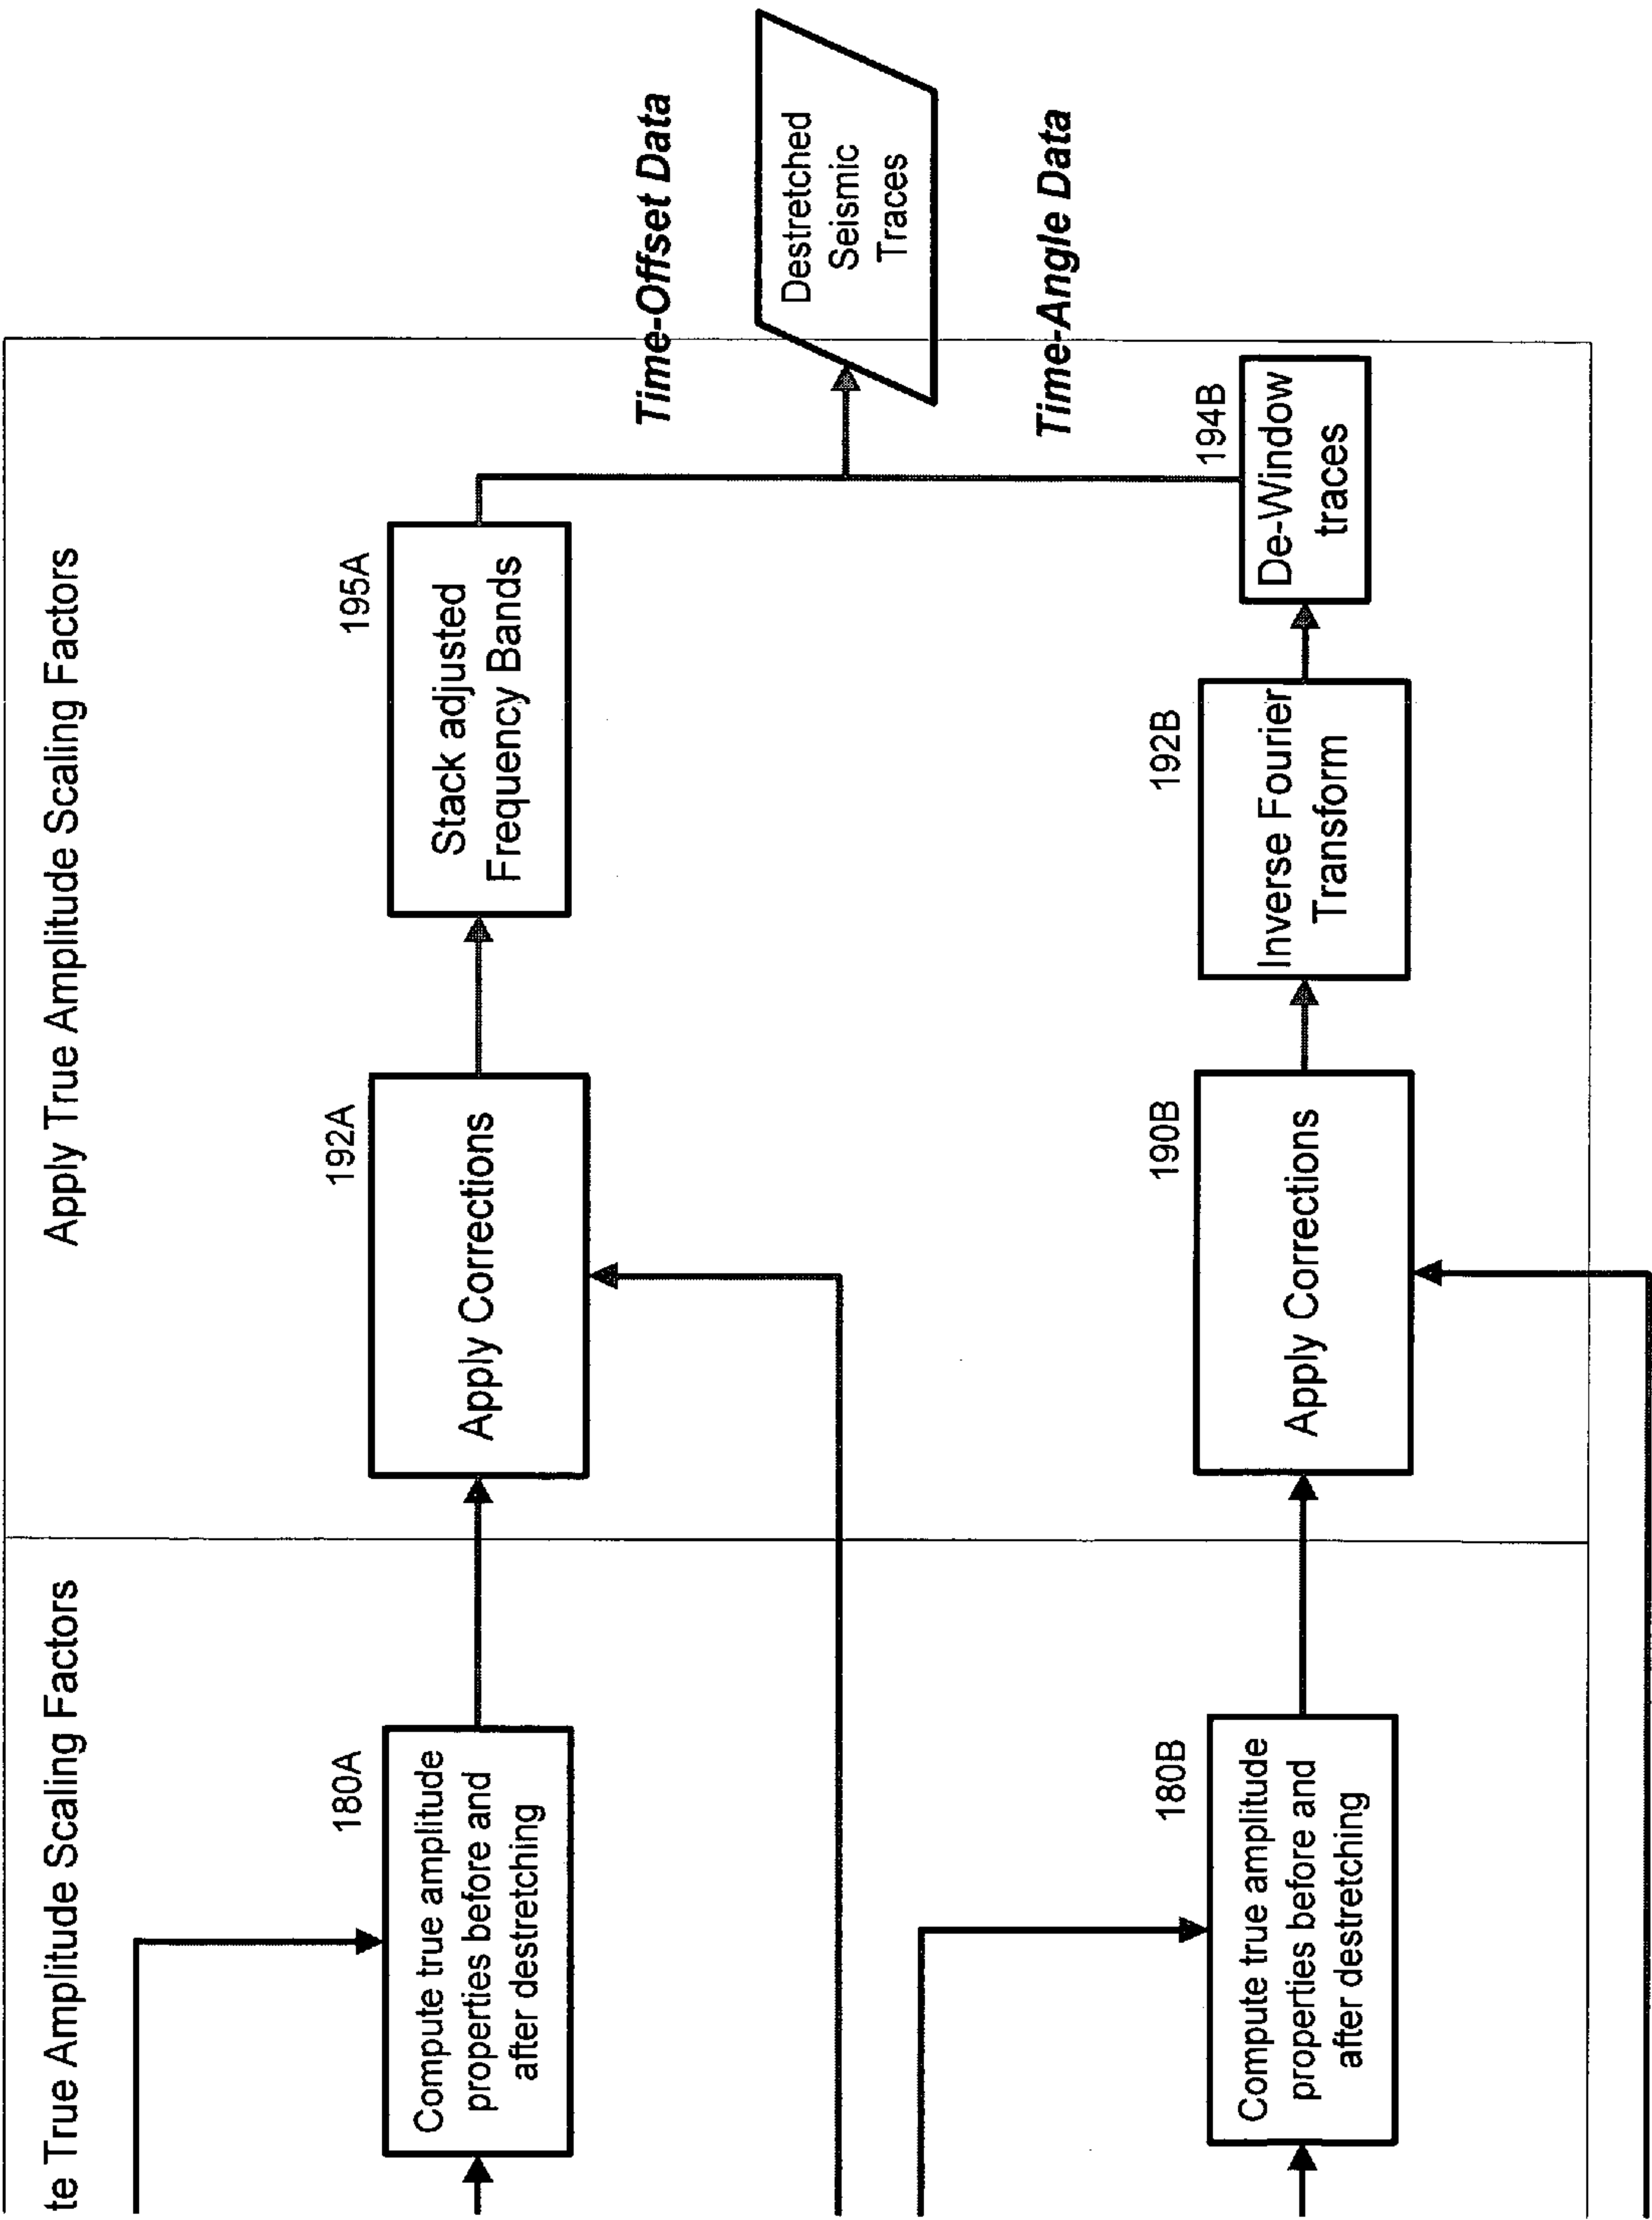 te True Amplitude Scaling Factors
Apply True Amplitude Scaling Factors
180A
Compute true amplitude
properties before and
after destretching
192A
Apply Corrections
195A
Stack adjusted
Frequency Bands
Time-Offset Data
Destretched
Seismic
Traces
Time-Angle Data
180B
Compute true amplitude
properties before and
after destretching
190B
Apply Corrections
192B
Inverse Fourier
Transform
194B
De-Window
traces